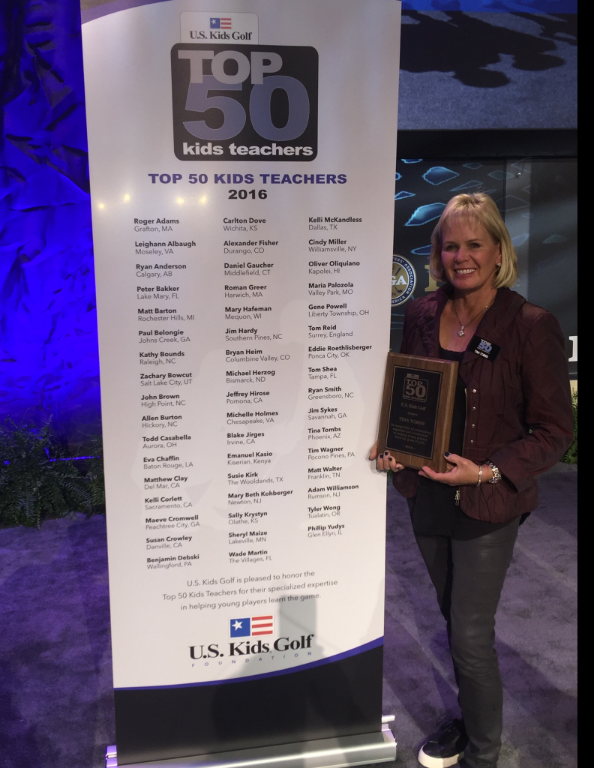 U.S. Kids Golf
TOP
50
kids teachers
TOP 50 KIDS TEACHERS
2016
Roger Adams
Grafton, MA
Leighann Albaugh
Moseley, VA
Ryan Anderson
Calgary, AB
Peter Bakker
Lake Mary, FL
Matt Barton
Rochester Hills, MI
Paul Belongie
Johns Creek, GA
Kathy Bounds
Raleigh, NC
Zachary Bowcut
Salt Lake City, UT
John Brown
High Point, NC
Allen Burton
Hickory, NC
Todd Casabella
Aurora, OH
Eva Chaffin
Baton Rouge, LA
Matthew Clay
Del Mar, CA
Kelli Corlett
Sacramento, GA
Maeve Cromwell
Peachtree City, GA
Susan Crowley
Danville, CA
Benjamin Debski
Wallingford, PA
Carlton Dove
Wichita, KS
Alexander Fisher
Durango, CO
Daniel Gaucher
Middlefield, CT
Roman Greer
Harwich, MA
Mary Hafeman
Mequon, WI
Jim Hardy
Southern Pines, NC
Bryan Heim
Columbine Valley, CO
Michael Herzog
Bismarck, ND
Jeffrey Hirose
Pomona, CA
Michelle Holmes
Chesapeake, VA
Blake Jirges
Irvine, CA
Emanuel Kasio
Kisenan, Kenya
Susie Kirk
The Woodlands, TX
Mary Beth Kohberger
Newton, NJ
Sally Krystyn
Olathe, KS
Sheryl Maize
Lakeville, MN
Wade Martin
The Villages, FL
Kelli McKandless
Dallas, TX
Cindy Miller
Williamsville, NY
Oliver Oliquiano
Kapolei, HI
Maria Palozola
Valley Park, MO
Gene Powell
Liberty Township, OH
Tom Reid
Surrey, England
Eddie Roethlisberger
Ponca City, OK
Tom Shea
Tampa, FL
Ryan Smith
Greensboro, NC
Jim Sykes
Savannah, GA
Tina Tombs
Phoenix, AZ
Tim Wagner
Pocono Pines, PA
Matt Walter
Franklin, TN
Adam Williamson
Rumson, NJ
Tyler Wong
Tualatin, OR
Phillip Yudys
Glen Ellyn, IL
U.S. Kids Golf is pleased to honor the
Top 50 Kids Teachers for their specialized expertise
in helping young players learn the game.
U.S. Kids Golf
FOUNDATION
TOP
50